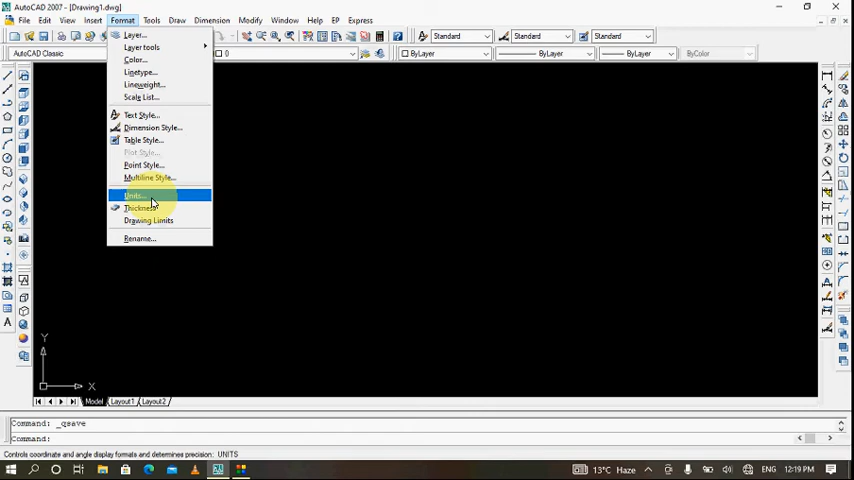 AutoCAD 2007 - [Drawing1.dwg]
File Edit View Insert Format Tools Draw Dimension Modify Window Help EP Express
Standard Standard Standard
AutoCAD Classic 0 ByLayer ByLayer ByLayer ByColor
Layer...
Layer tools
Color...
Linetype...
Lineweight...
Scale List...
Text Style...
Dimension Style...
Table Style...
Plot Style...
Point Style...
Multiline Style...
Units...
Thickness
Drawing Limits
Rename...
Y
X
Model Layout1 Layout2
Command: _qsave
Command:
Controls coordinate and angle display formats and determines precision: UNITS
13°C Haze ENG 12:19 PM